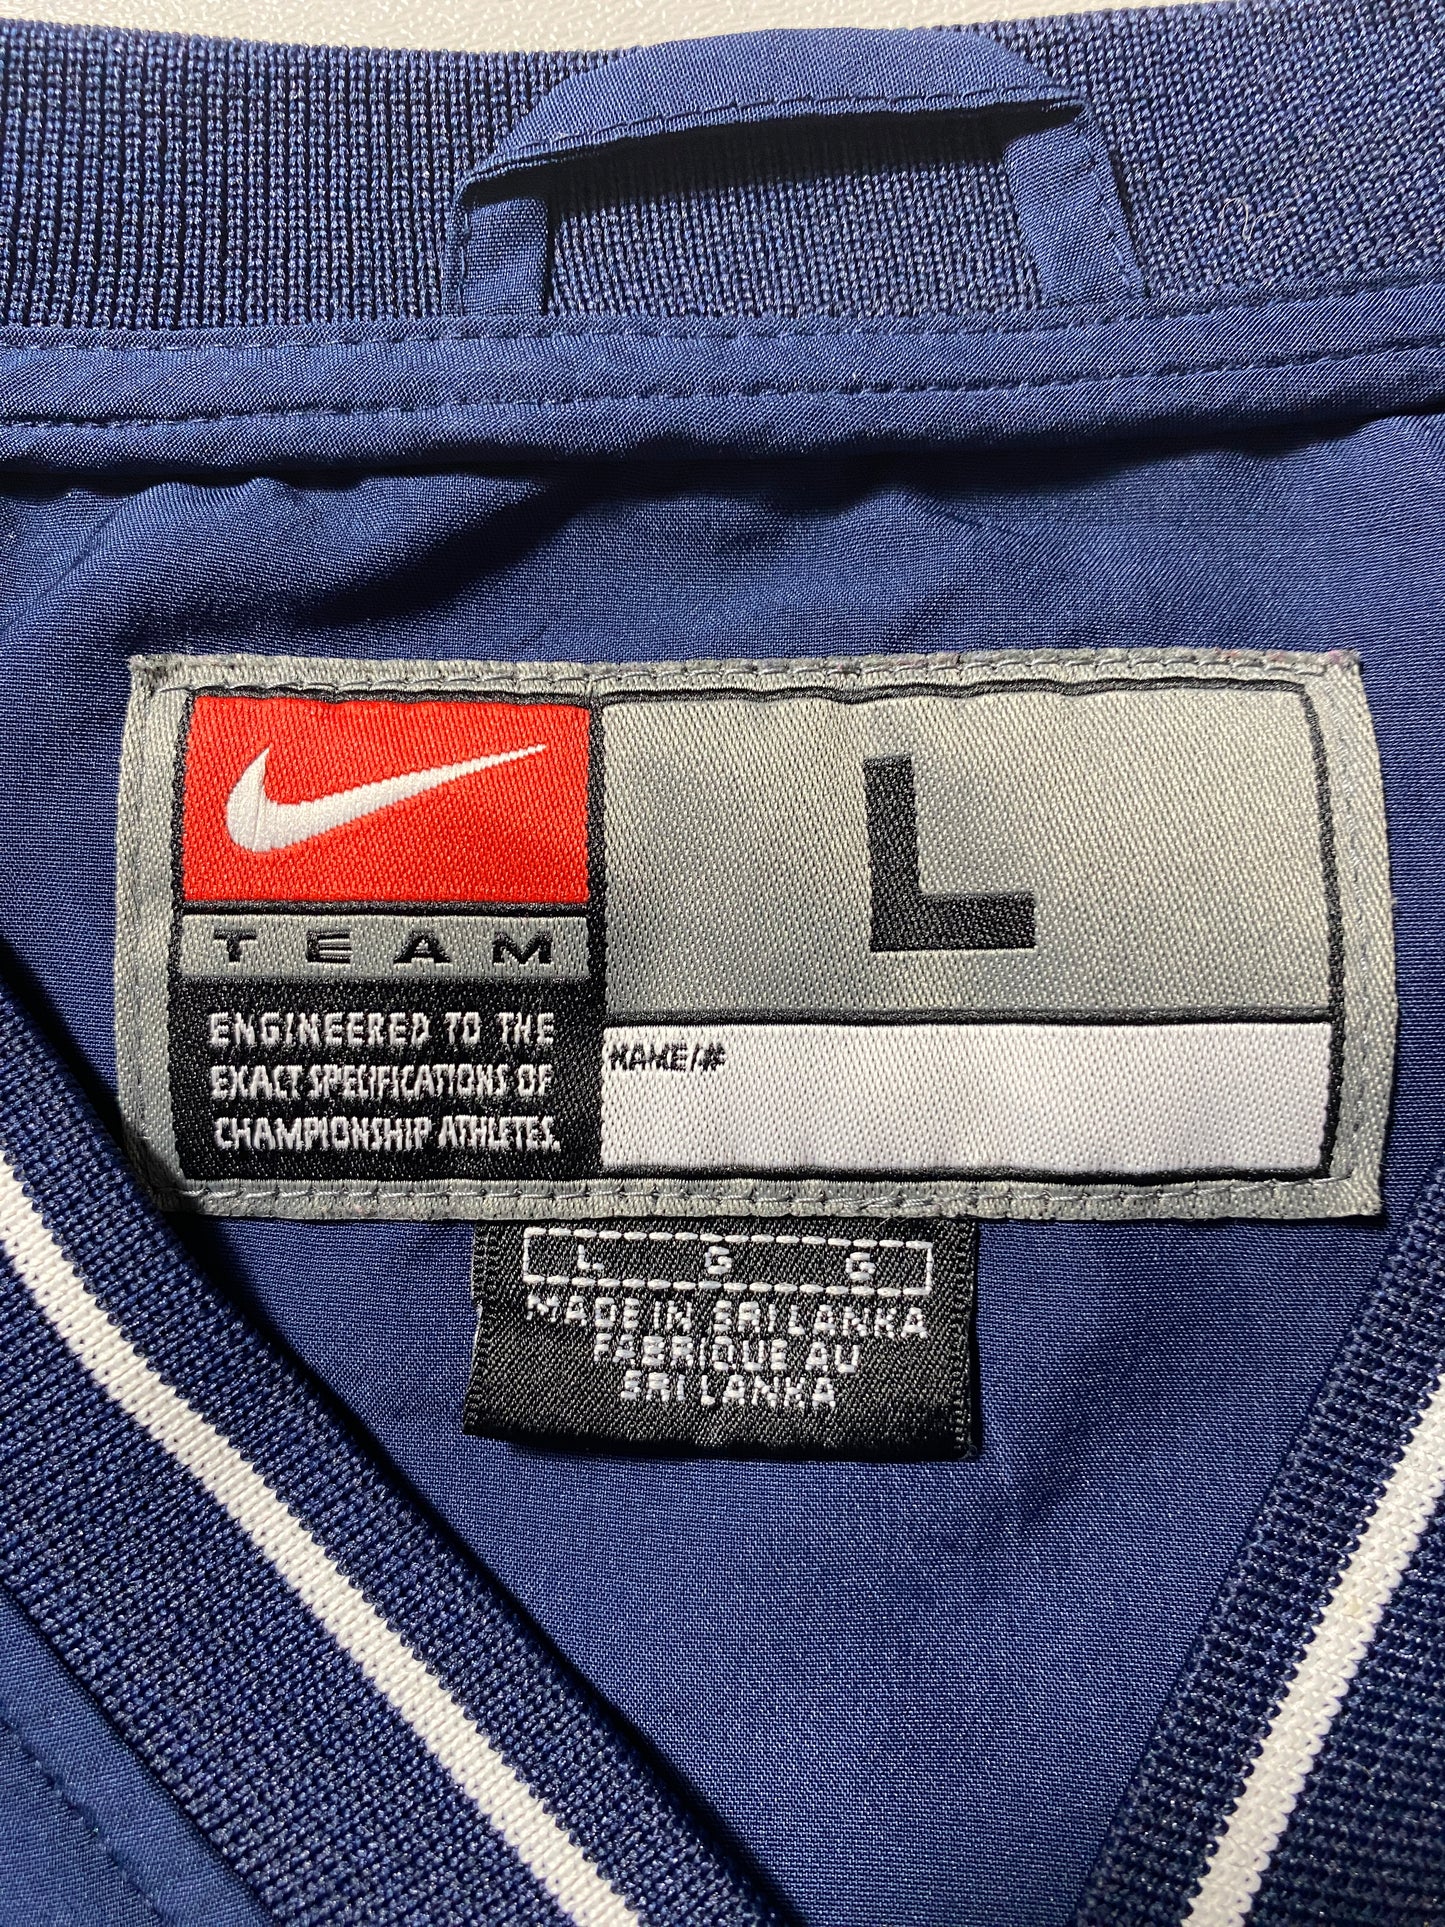 TEAM
ENGINEERED TO THE
EXACT SPECIFICATIONS OF
CHAMPIONSHIP ATHLETES.
L
NAME/#
L G G
MADE IN SRI LANKA
FABRIQUE AU
SRI LANKA